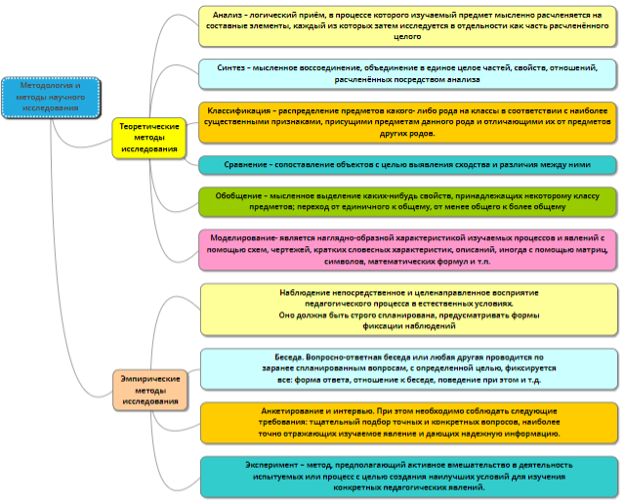 Методология и
методы научного
исследования
Теоретические
методы
исследования
Анализ – логический приём, в процессе которого изучаемый предмет мысленно расчленяется на
составные элементы, каждый из которых затем исследуется в отдельности как часть расчленённого
целого
Синтез – мысленное воссоединение, объединение в единое целое частей, свойств, отношений,
расчленённых посредством анализа
Классификация – распределение предметов какого- либо рода на классы в соответствии с наиболее
существенными признаками, присущими предметам данного рода и отличающими их от предметов
других родов.
Сравнение – сопоставление объектов с целью выявления сходства и различия между ними
Обобщение – мысленное выделение каких-нибудь свойств, принадлежащих некоторому классу
предметов; переход от единичного к общему, от менее общего к более общему
Моделирование- является наглядно-образной характеристикой изучаемых процессов и явлений с
помощью схем, чертежей, кратких словесных характеристик, описаний, иногда с помощью матриц,
символов, математических формул и т.п.
Эмпирические
методы
исследования
Наблюдение непосредственное и целенаправленное восприятие
педагогического процесса в естественных условиях.
Оно должна быть строго спланирована, предусматривать формы
фиксации наблюдений
Беседа. Вопросно-ответная беседа или любая другая проводится по
заранее спланированным вопросам, с определенной целью, фиксируется
все: форма ответа, отношение к беседе, поведение при этом и т.д.
Анкетирование и интервью. При этом необходимо соблюдать следующие
требования: тщательный подбор точных и конкретных вопросов, наиболее
точно отражающих изучаемое явление и дающих надежную информацию.
Эксперимент – метод, предполагающий активное вмешательство в деятельность
испытуемых или процесс с целью создания наилучших условий для изучения
конкретных педагогических явлений.